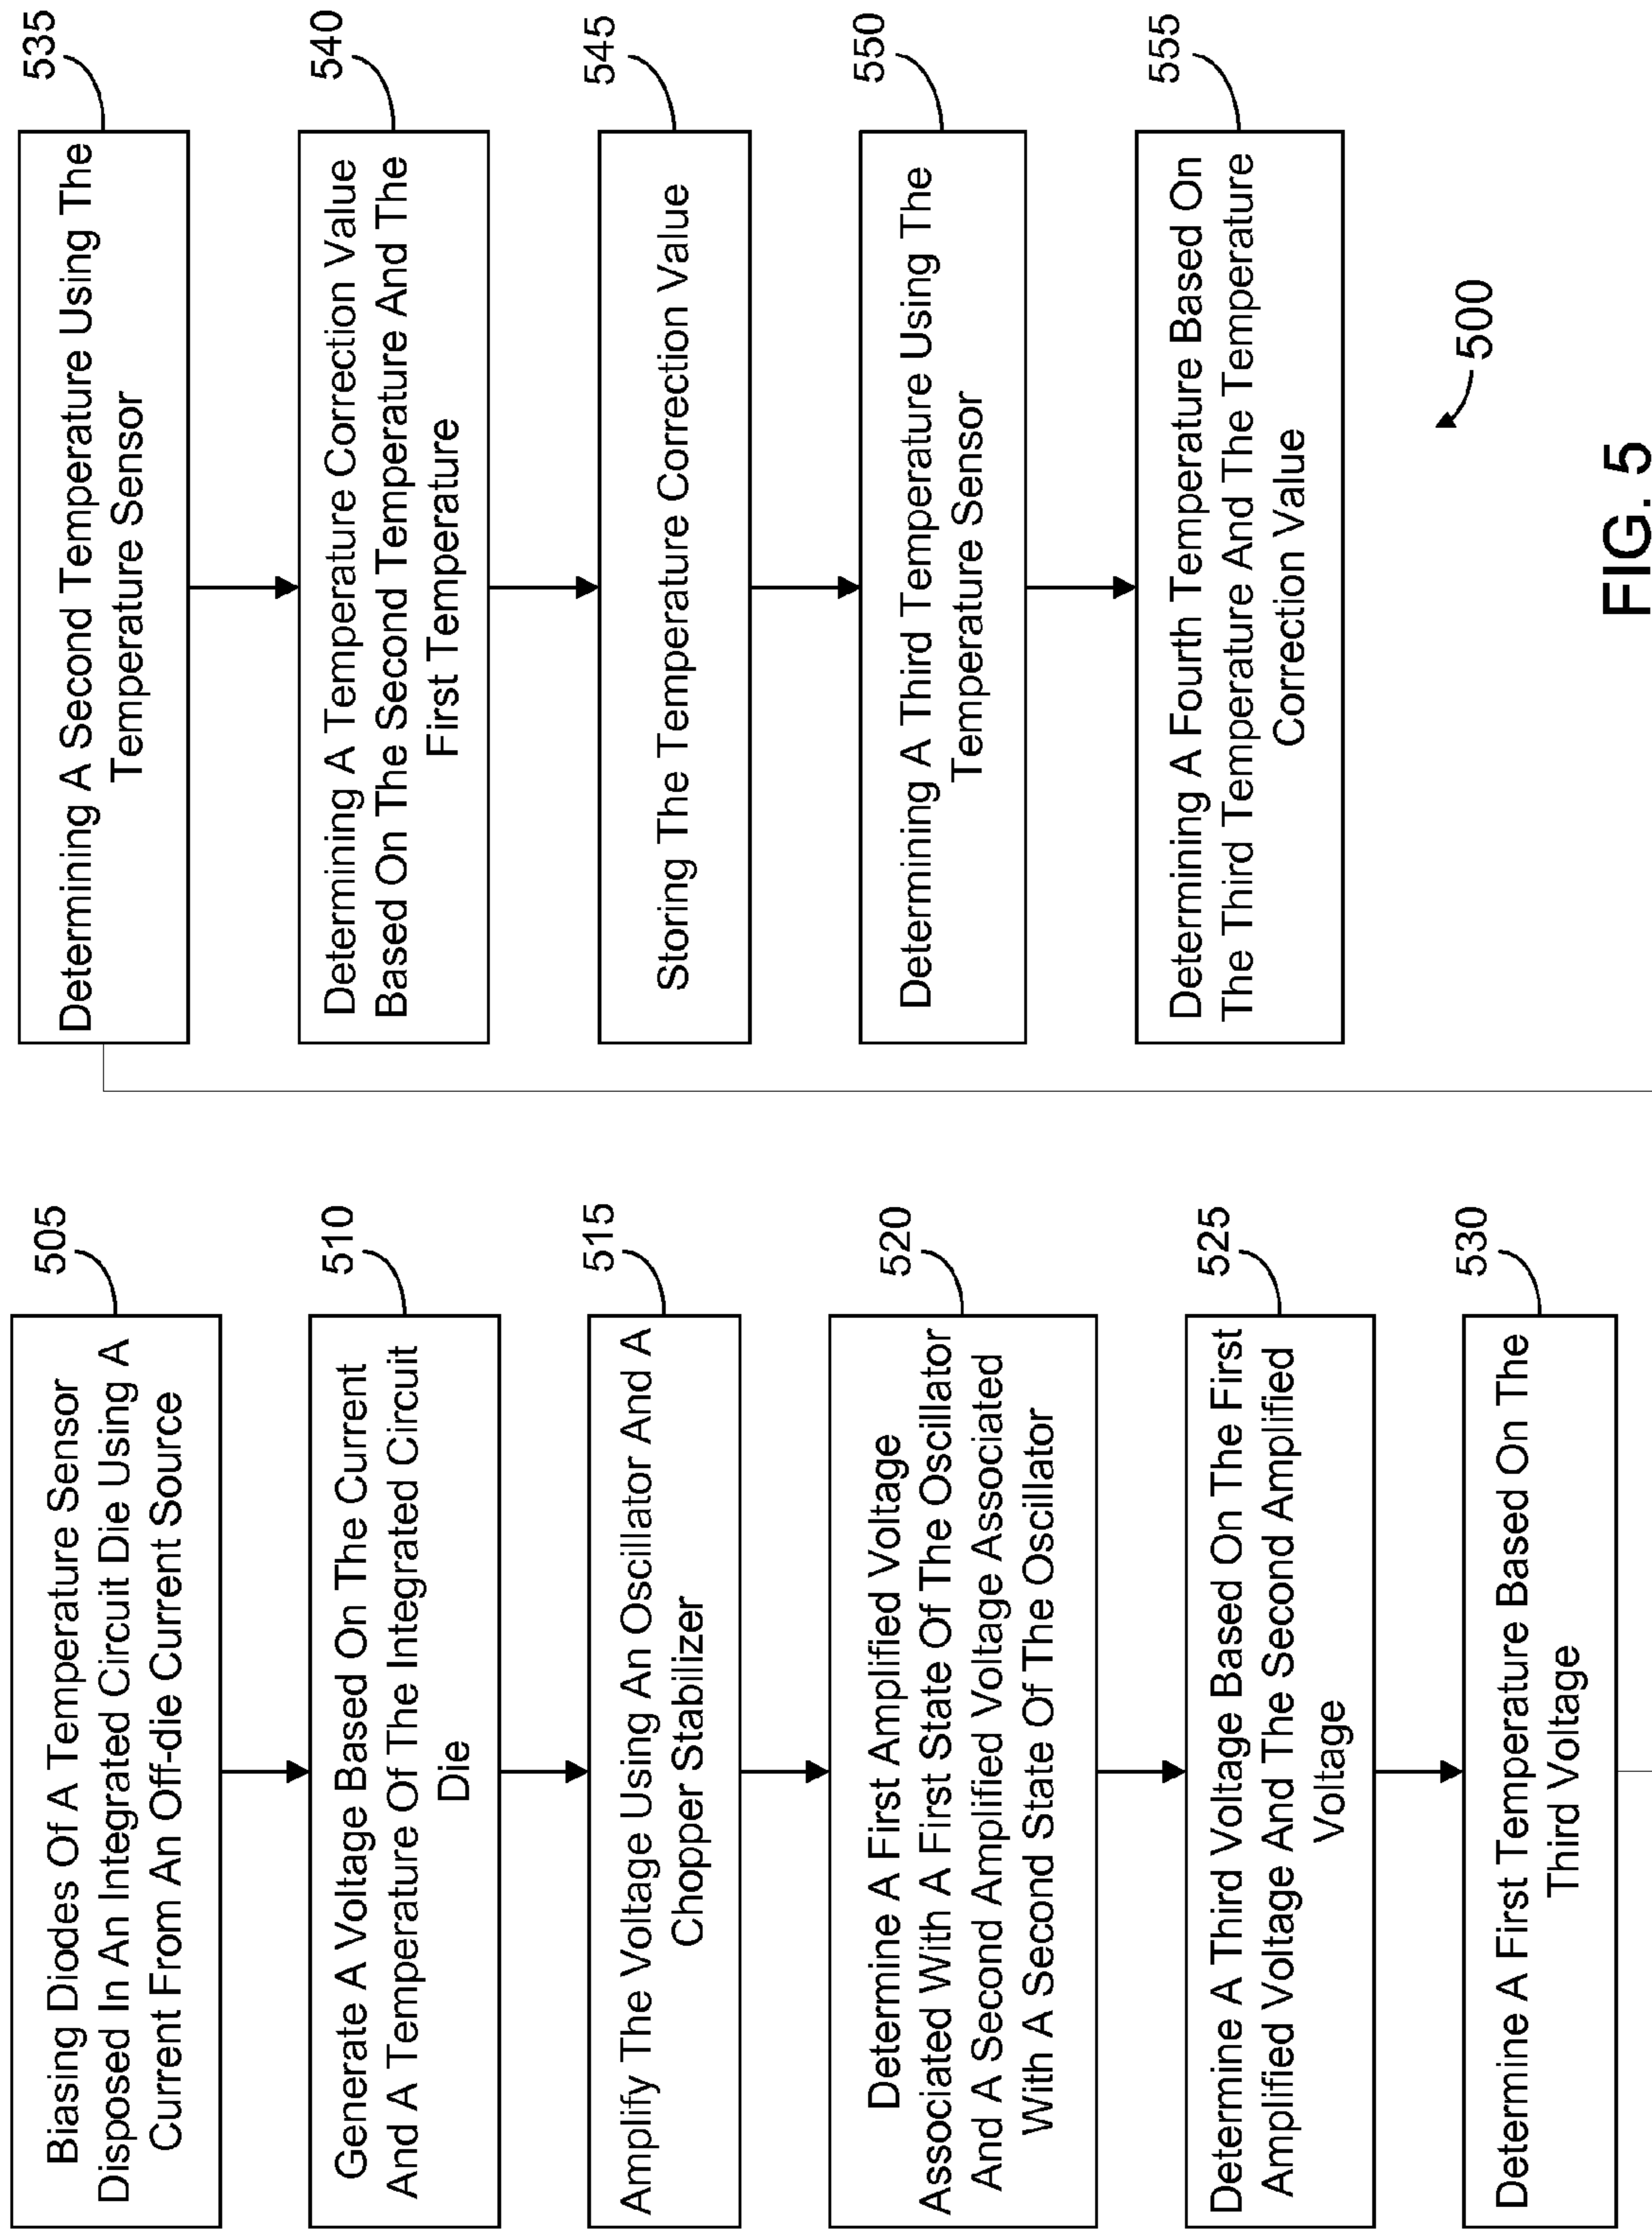 505
Biasing Diodes Of A Temperature Sensor
Disposed In An Integrated Circuit Die Using A
Current From An Off-die Current Source
510
Generate A Voltage Based On The Current
And A Temperature Of The Integrated Circuit
Die
515
Amplify The Voltage Using An Oscillator And A
Chopper Stabilizer
520
Determine A First Amplified Voltage
Associated With A First State Of The Oscillator
And A Second Amplified Voltage Associated
With A Second State Of The Oscillator
525
Determine A Third Voltage Based On The First
Amplified Voltage And The Second Amplified
Voltage
530
Determine A First Temperature Based On The
Third Voltage
535
Determining A Second Temperature Using The
Temperature Sensor
540
Determining A Temperature Correction Value
Based On The Second Temperature And The
First Temperature
545
Storing The Temperature Correction Value
550
Determining A Third Temperature Using The
Temperature Sensor
555
Determining A Fourth Temperature Based On
The Third Temperature And The Temperature
Correction Value
500
FIG. 5